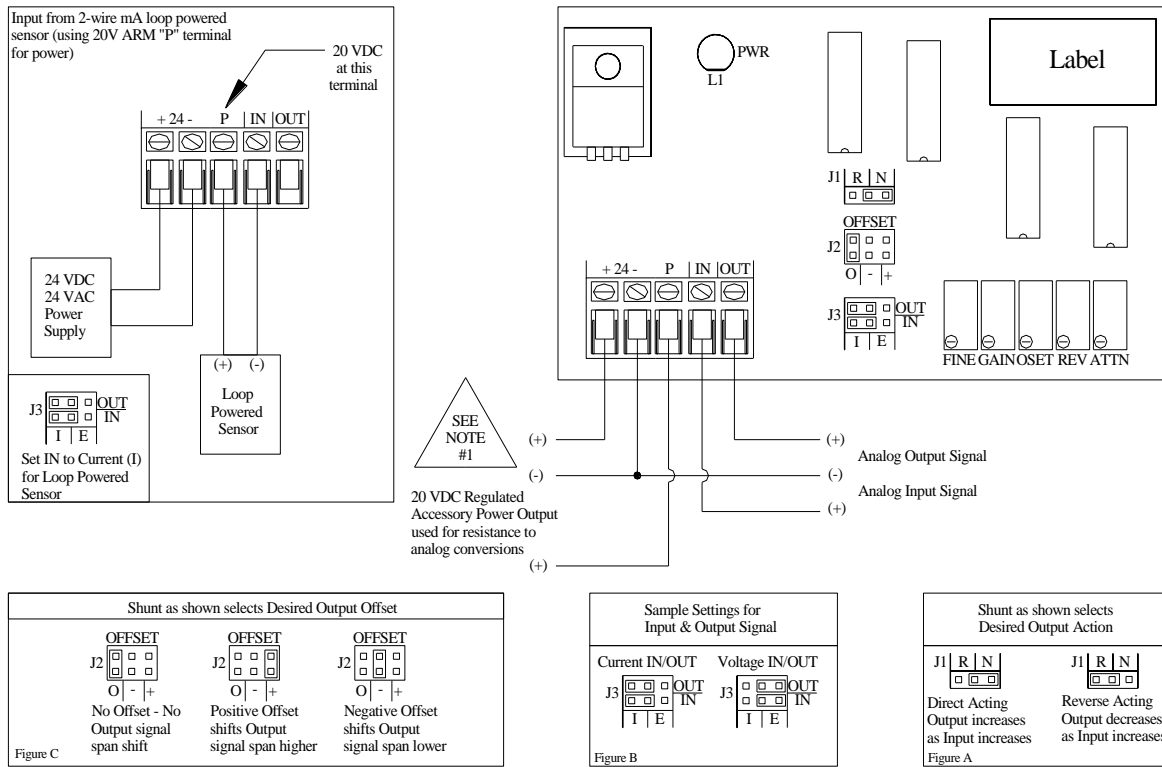 Input from 2-wire mA loop powered
sensor (using 20V ARM "P" terminal
for power)
20 VDC
at this
terminal
+ 24 - P IN OUT
24 VDC
24 VAC
Power
Supply
(+) (-)
Loop
Powered
Sensor
J3 OUT
IN
I E
Set IN to Current (I)
for Loop Powered
Sensor
PWR
L1
Label
J1 R N
OFFSET
J2
O - +
J3 OUT
IN
I E
FINE GAIN OSET REV ATTN
+ 24 - P IN OUT
SEE
NOTE
#1
(+)
(-)
20 VDC Regulated
Accessory Power Output
used for resistance to
analog conversions
(+)
(+)
Analog Output Signal
(-)
Analog Input Signal
(+)
Shunt as shown selects Desired Output Offset
OFFSET OFFSET OFFSET
J2 J2 J2
O - + O - + O - +
No Offset - No
Output signal
span shift
Positive Offset
shifts Output
signal span higher
Negative Offset
shifts Output
signal span lower
Figure C
Sample Settings for
Input & Output Signal
Current IN/OUT Voltage IN/OUT
J3 OUT J3 OUT
IN IN
I E I E
Figure B
Shunt as shown selects
Desired Output Action
J1 R N J1 R N
Direct Acting
Output increases
as Input increases
Reverse Acting
Output decreases
as Input increases
Figure A